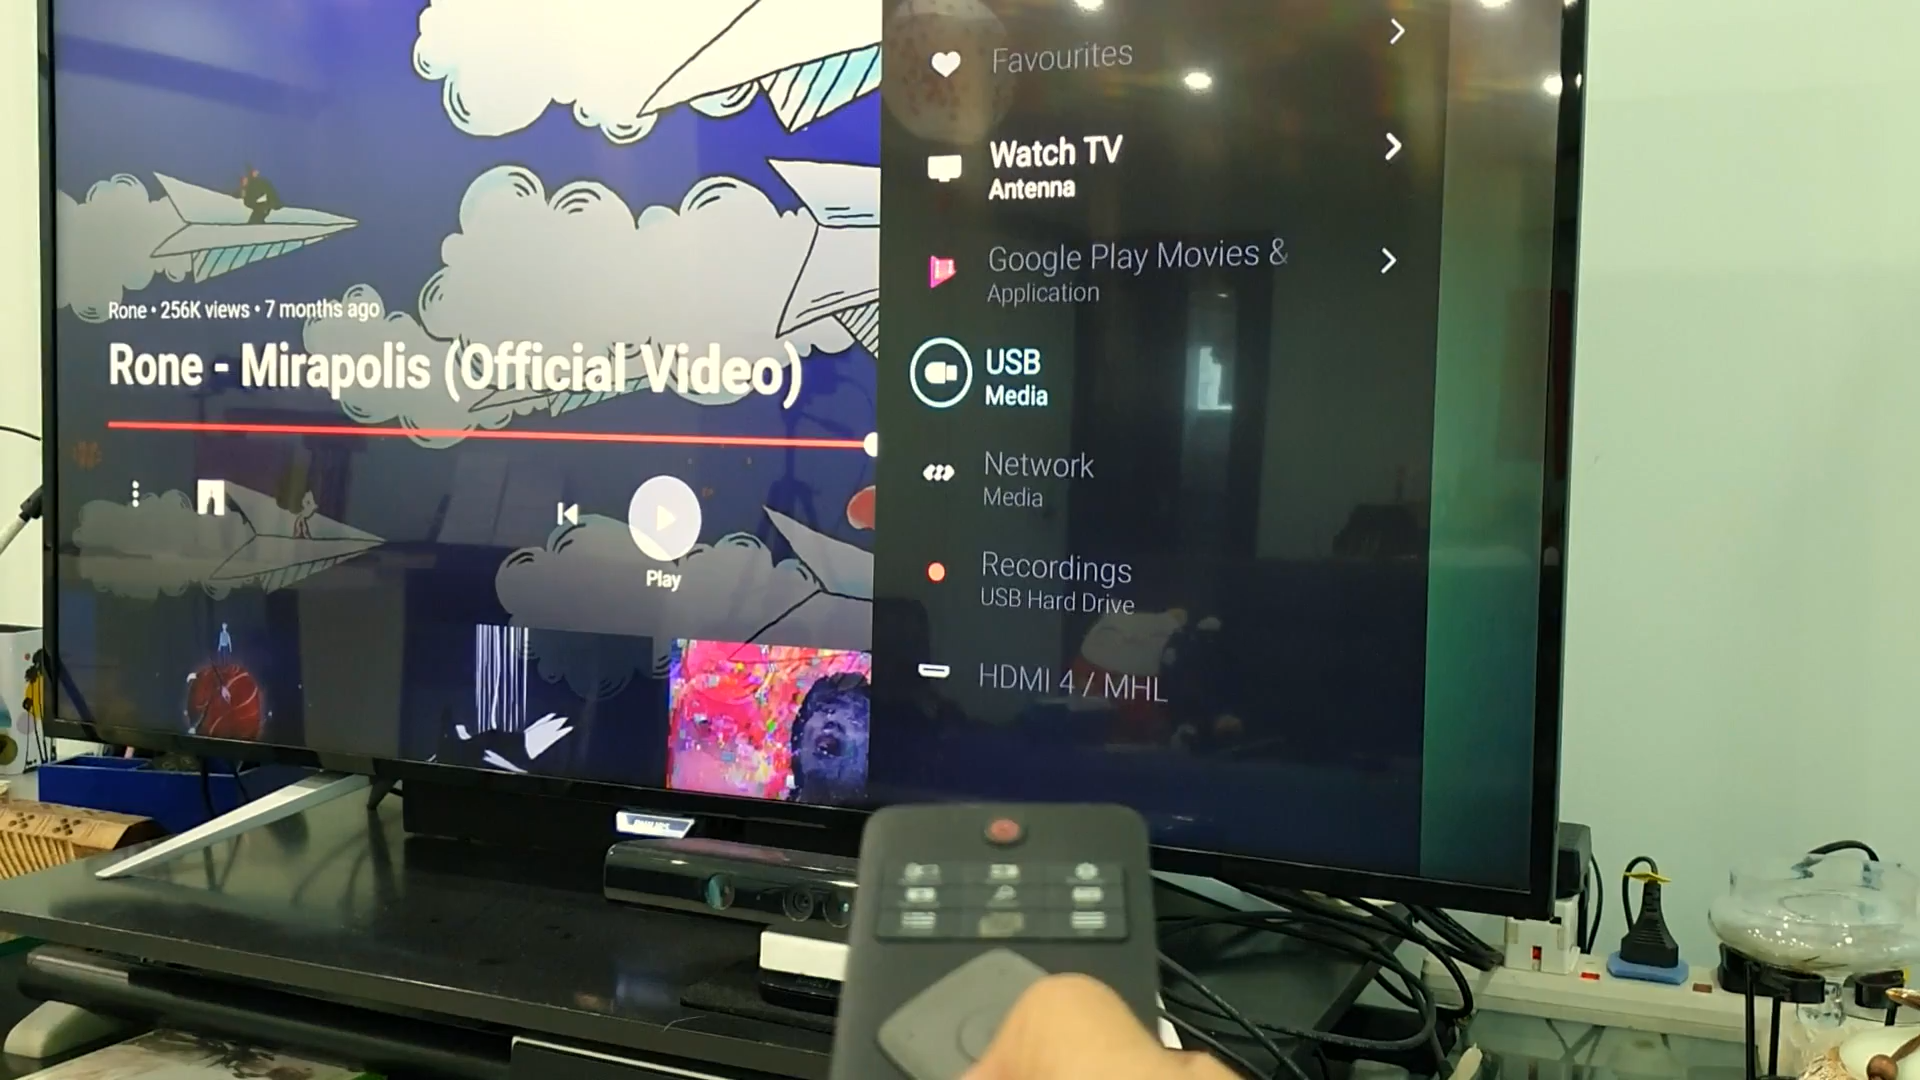 Rone • 256K views • 7 months ago
Rone - Mirapolis (Official Video)
Play
Favourites
Watch TV
Antenna
Google Play Movies &
Application
USB
Media
Network
Media
Recordings
USB Hard Drive
HDMI 4 / MHL
PHILIPS